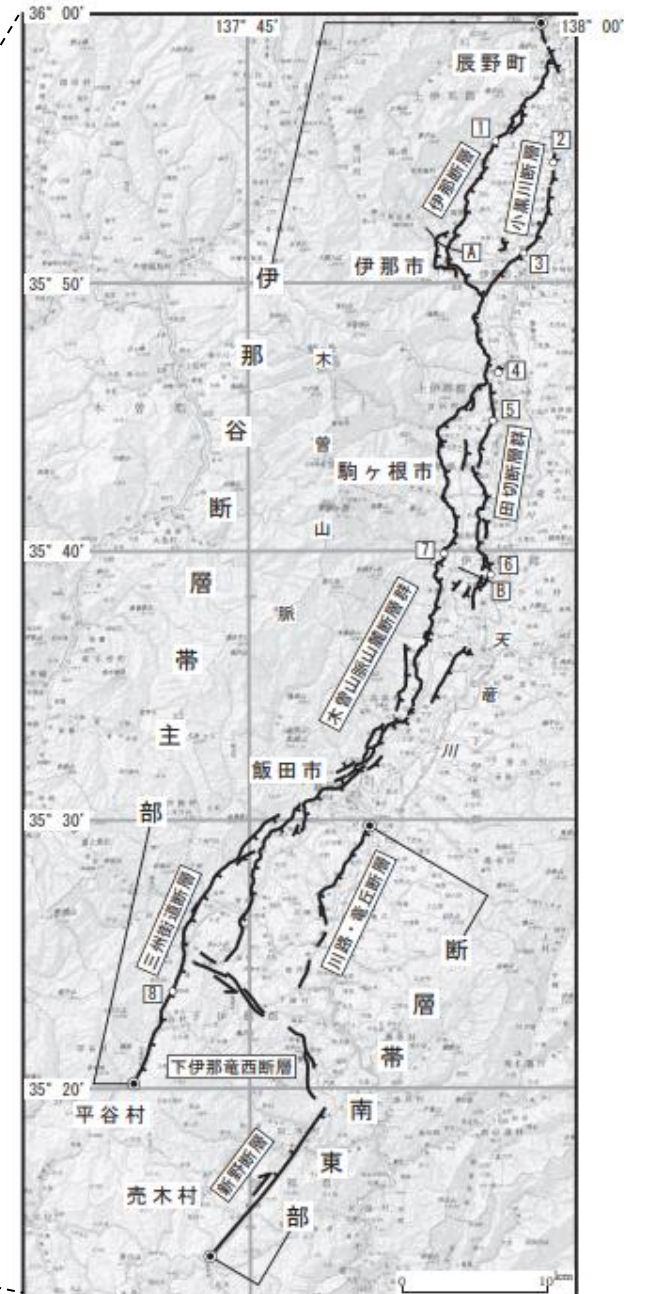 36° 00′
137° 45′
138° 00′
辰野町
1
2
伊那断層
小黒川断層
A
3
伊那市
35° 50′
伊那谷断層帯主部
木曽山脈
4
5
田切断層群
駒ヶ根市
35° 40′
7
6
B
木曽山脈山麓断層群
天竜川
飯田市
35° 30′
三州街道断層
川路・竜丘断層
断層帯南東部
8
下伊那竜西断層
35° 20′
平谷村
新野断層
売木村
0
10km